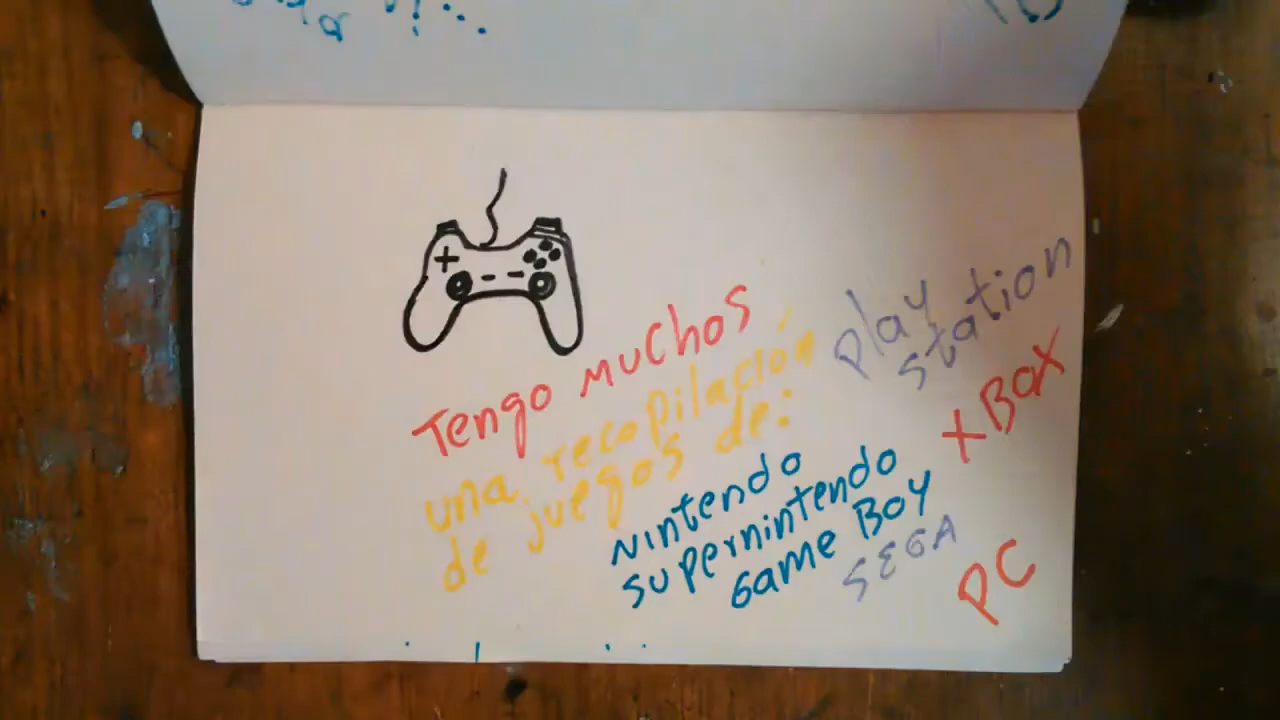 Tengo muchos
una recopilación
de juegos de:
Nintendo
supernintendo
Game Boy
SEGA
play
station
XBOX
PC